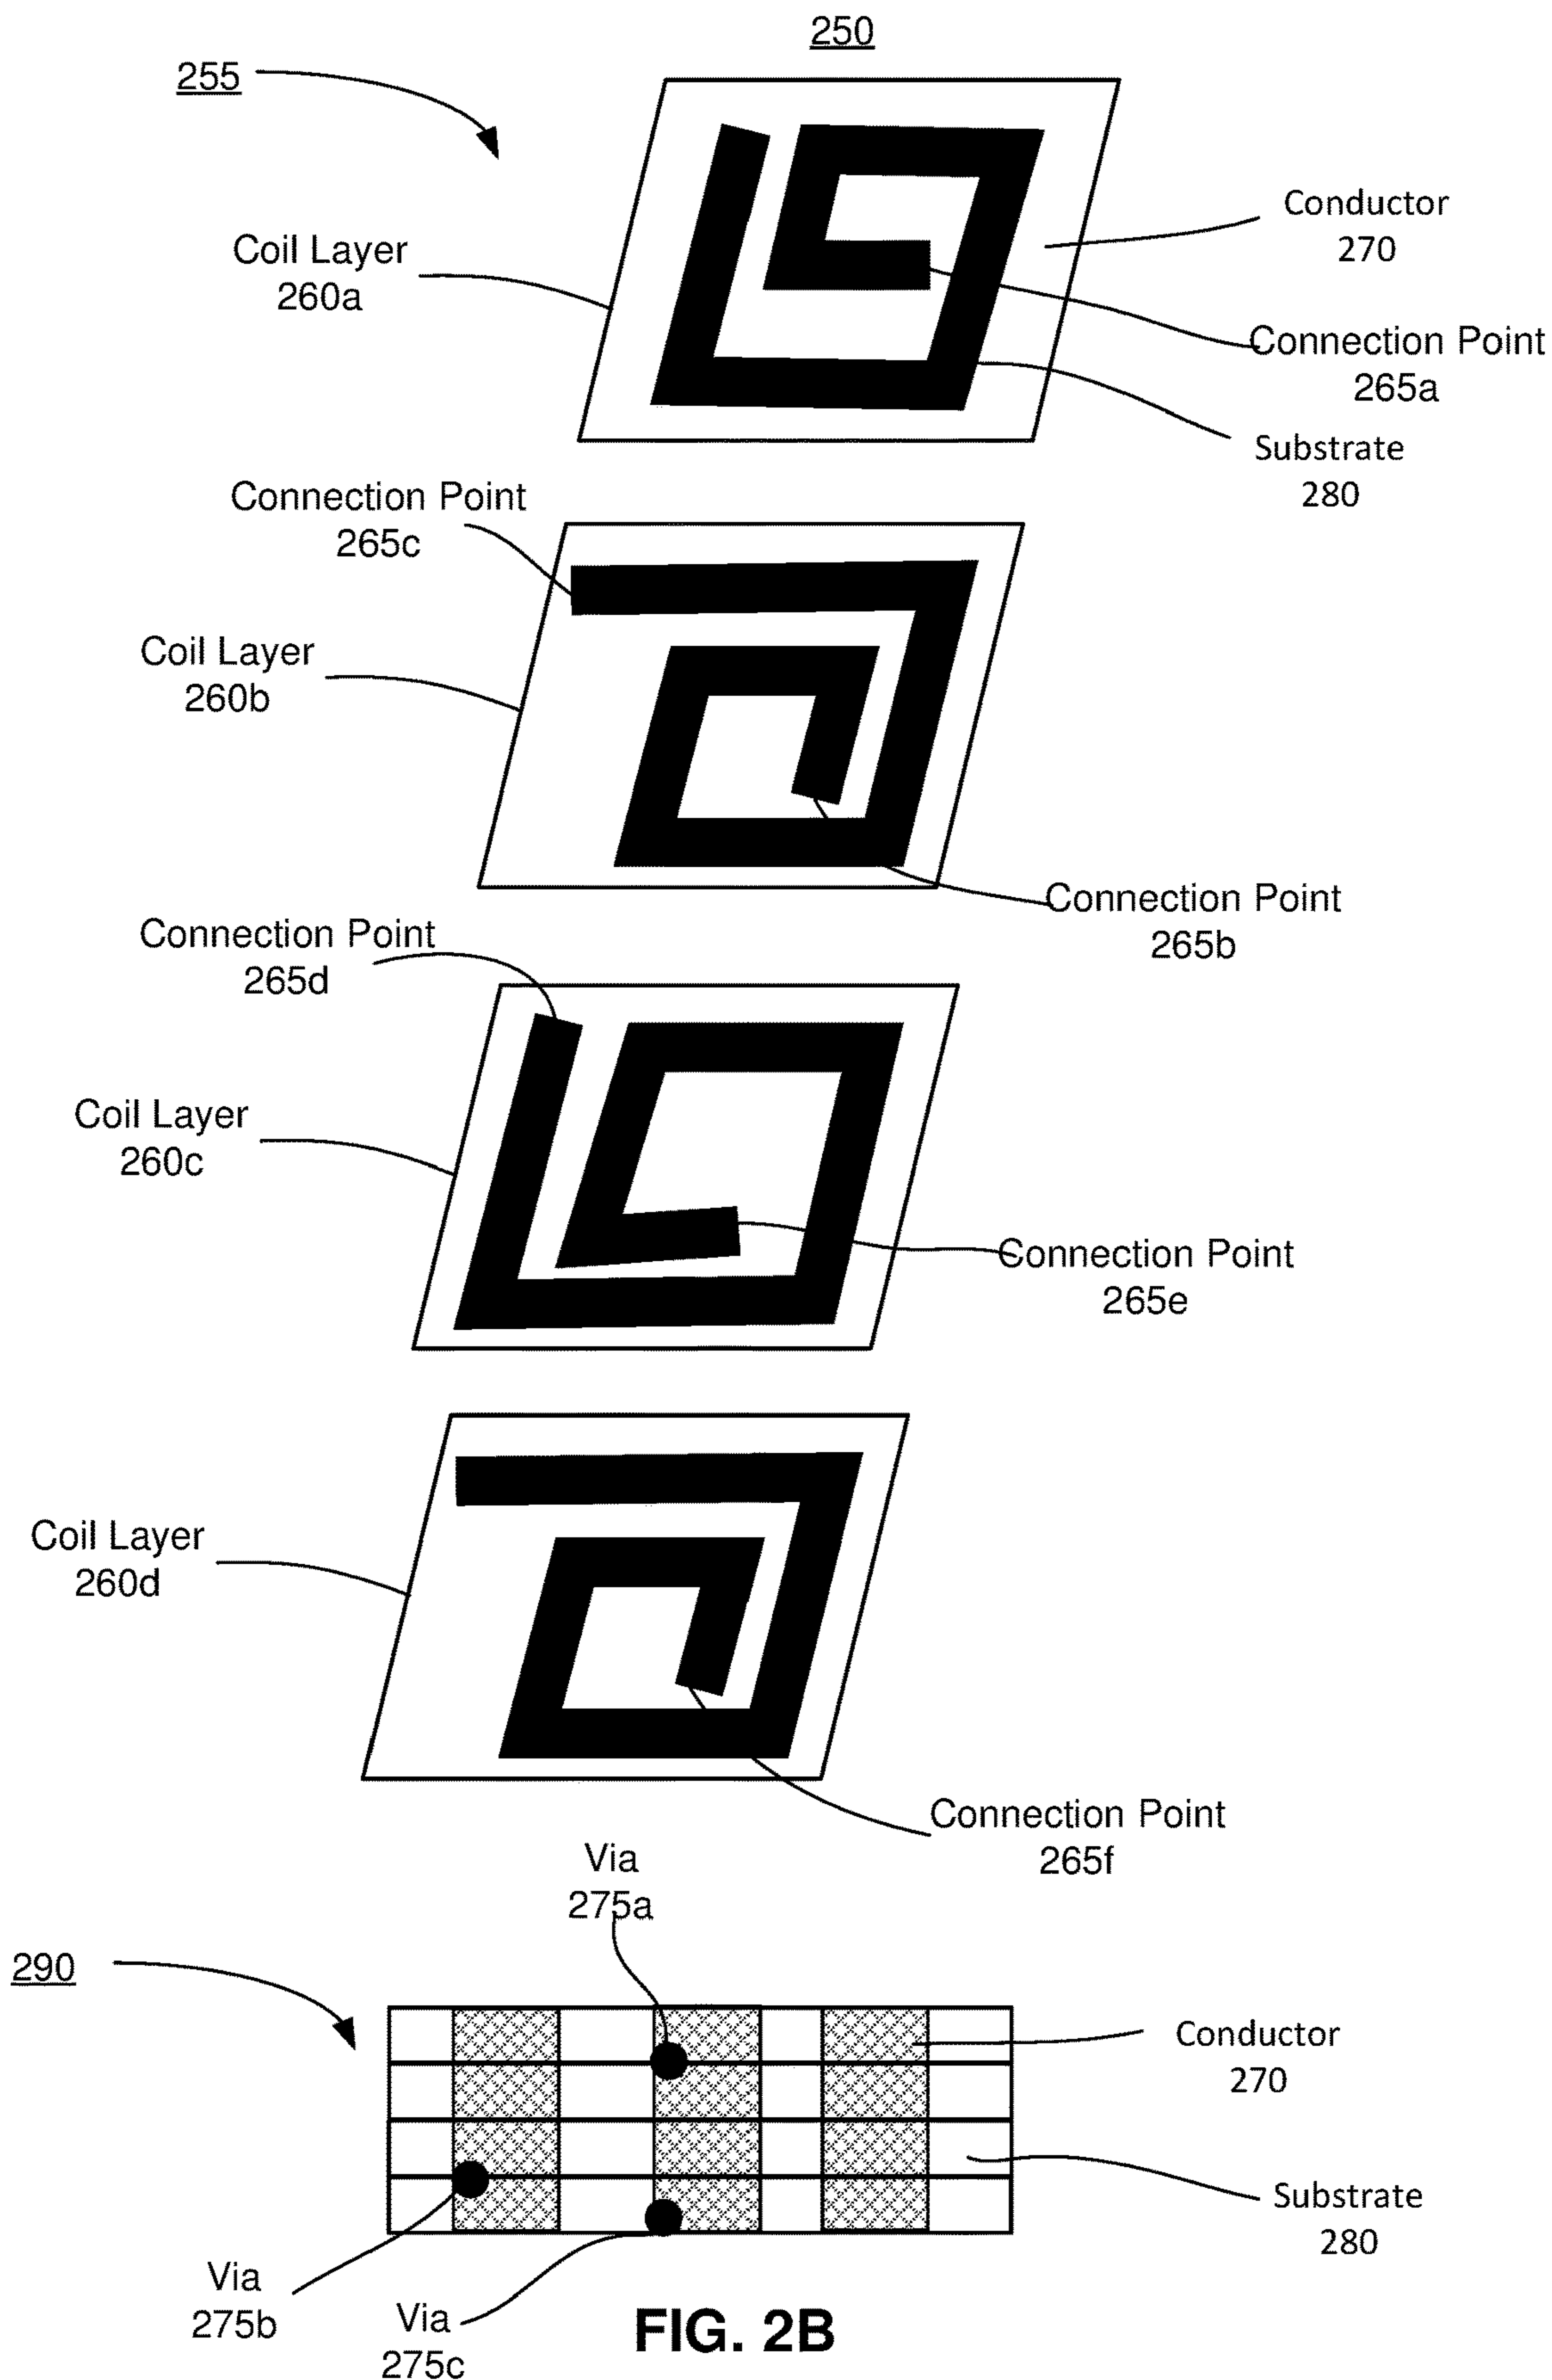 250
255
Coil Layer
260a
Conductor
270
Connection Point
265a
Substrate
280
Connection Point
265c
Coil Layer
260b
Connection Point
265b
Connection Point
265d
Coil Layer
260c
Connection Point
265e
Coil Layer
260d
Connection Point
265f
Via
275a
290
Conductor
270
Substrate
280
Via
275b
Via
275c
FIG. 2B